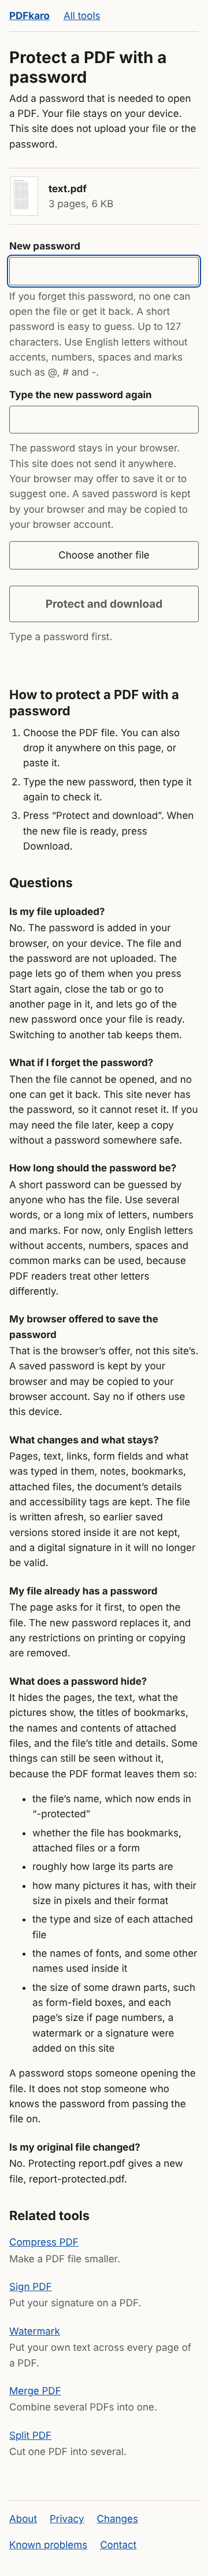 PDFkaro All tools
Protect a PDF with a
password
Add a password that is needed to open
a PDF. Your file stays on your device.
This site does not upload your file or the
password.
text.pdf
3 pages, 6 KB
New password
If you forget this password, no one can
open the file or get it back. A short
password is easy to guess. Up to 127
characters. Use English letters without
accents, numbers, spaces and marks
such as @, # and -.
Type the new password again
The password stays in your browser.
This site does not send it anywhere.
Your browser may offer to save it or to
suggest one. A saved password is kept
by your browser and may be copied to
your browser account.
Choose another file
Protect and download
Type a password first.
How to protect a PDF with a
password
1. Choose the PDF file. You can also
drop it anywhere on this page, or
paste it.
2. Type the new password, then type it
again to check it.
3. Press “Protect and download”. When
the new file is ready, press
Download.
Questions
Is my file uploaded?
No. The password is added in your
browser, on your device. The file and
the password are not uploaded. The
page lets go of them when you press
Start again, close the tab or go to
another page in it, and lets go of the
new password once your file is ready.
Switching to another tab keeps them.
What if I forget the password?
Then the file cannot be opened, and no
one can get it back. This site never has
the password, so it cannot reset it. If you
may need the file later, keep a copy
without a password somewhere safe.
How long should the password be?
A short password can be guessed by
anyone who has the file. Use several
words, or a long mix of letters, numbers
and marks. For now, only English letters
without accents, numbers, spaces and
common marks can be used, because
PDF readers treat other letters
differently.
My browser offered to save the
password
That is the browser’s offer, not this site’s.
A saved password is kept by your
browser and may be copied to your
browser account. Say no if others use
this device.
What changes and what stays?
Pages, text, links, form fields and what
was typed in them, notes, bookmarks,
attached files, the document’s details
and accessibility tags are kept. The file
is written afresh, so earlier saved
versions stored inside it are not kept,
and a digital signature in it will no longer
be valid.
My file already has a password
The page asks for it first, to open the
file. The new password replaces it, and
any restrictions on printing or copying
are removed.
What does a password hide?
It hides the pages, the text, what the
pictures show, the titles of bookmarks,
the names and contents of attached
files, and the file’s title and details. Some
things can still be seen without it,
because the PDF format leaves them so:
• the file’s name, which now ends in
“-protected”
• whether the file has bookmarks,
attached files or a form
• roughly how large its parts are
• how many pictures it has, with their
size in pixels and their format
• the type and size of each attached
file
• the names of fonts, and some other
names used inside it
• the size of some drawn parts, such
as form-field boxes, and each
page’s size if page numbers, a
watermark or a signature were
added on this site
A password stops someone opening the
file. It does not stop someone who
knows the password from passing the
file on.
Is my original file changed?
No. Protecting report.pdf gives a new
file, report-protected.pdf.
Related tools
Compress PDF
Make a PDF file smaller.
Sign PDF
Put your signature on a PDF.
Watermark
Put your own text across every page of
a PDF.
Merge PDF
Combine several PDFs into one.
Split PDF
Cut one PDF into several.
About Privacy Changes
Known problems Contact